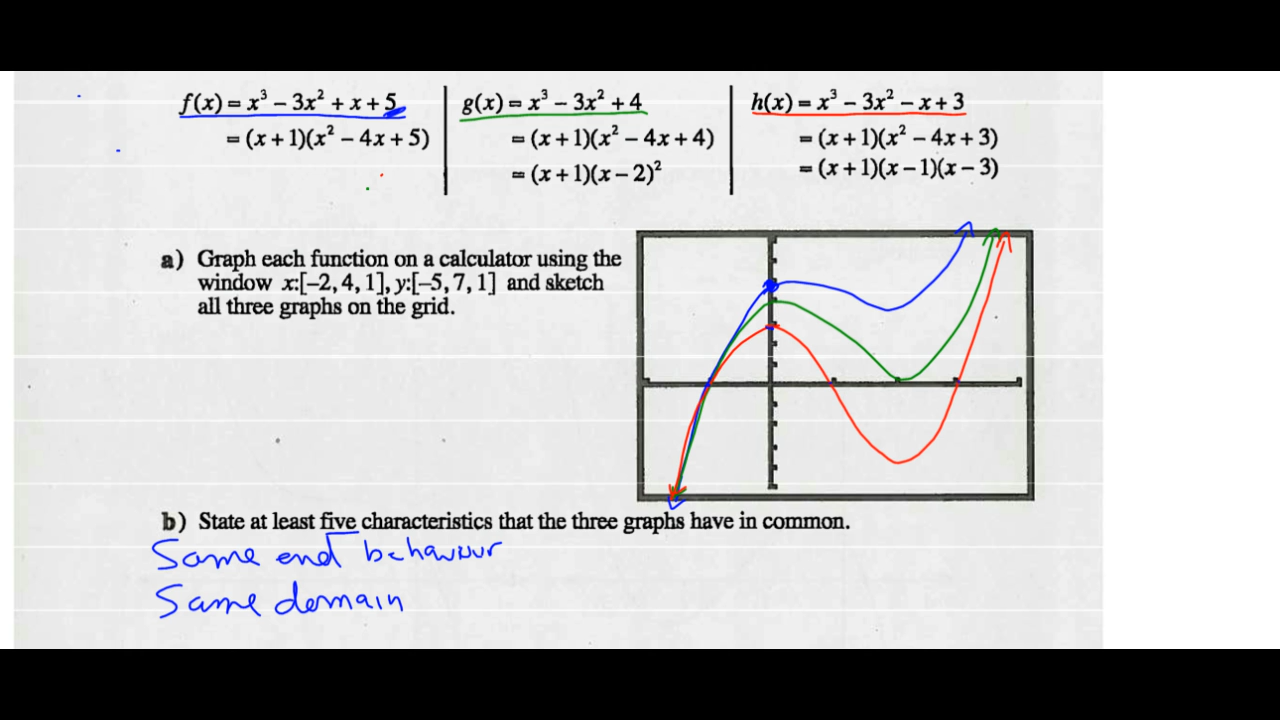 f(x) = x³ − 3x² + x + 5
= (x + 1)(x² − 4x + 5)
g(x) = x³ − 3x² + 4
= (x + 1)(x² − 4x + 4)
= (x + 1)(x − 2)²
h(x) = x³ − 3x² − x + 3
= (x + 1)(x² − 4x + 3)
= (x + 1)(x − 1)(x − 3)
a) Graph each function on a calculator using the
window x:[−2, 4, 1], y:[−5, 7, 1] and sketch
all three graphs on the grid.
b) State at least five characteristics that the three graphs have in common.
Same end behaviour
Same domain